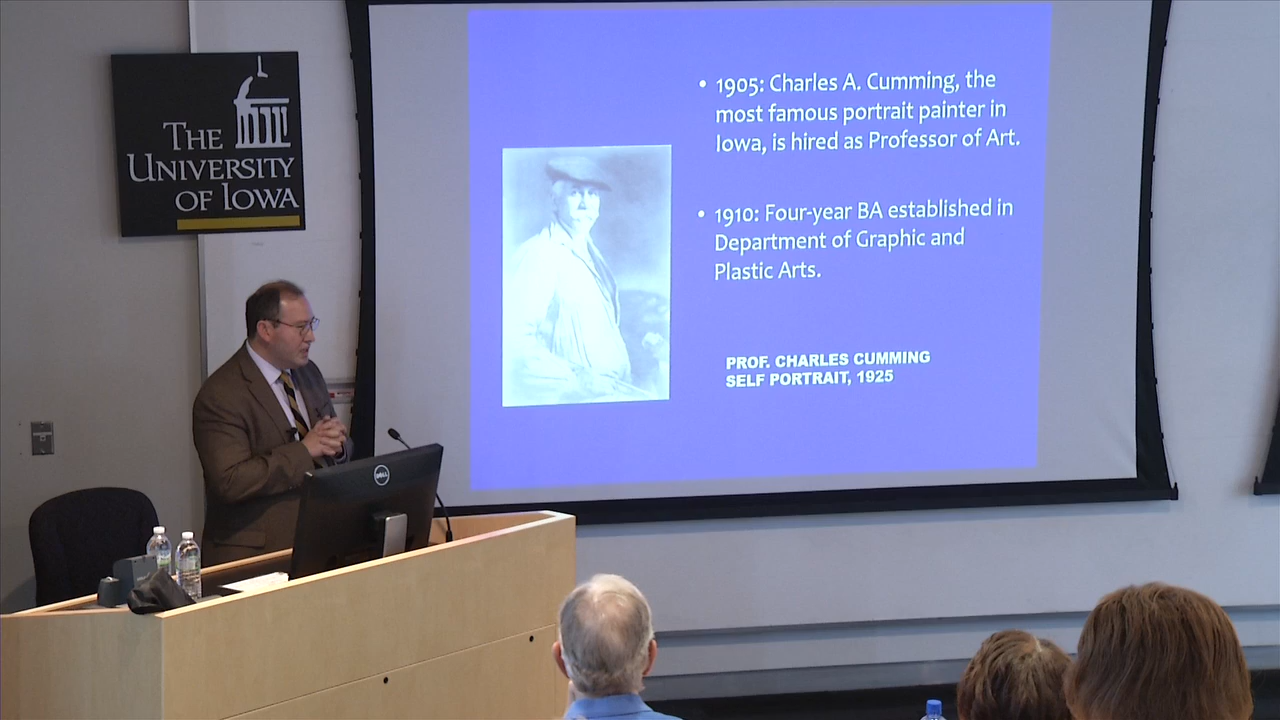 THE
UNIVERSITY
OF IOWA
• 1905: Charles A. Cumming, the
most famous portrait painter in
Iowa, is hired as Professor of Art.
• 1910: Four-year BA established in
Department of Graphic and
Plastic Arts.
PROF. CHARLES CUMMING
SELF PORTRAIT, 1925
DELL